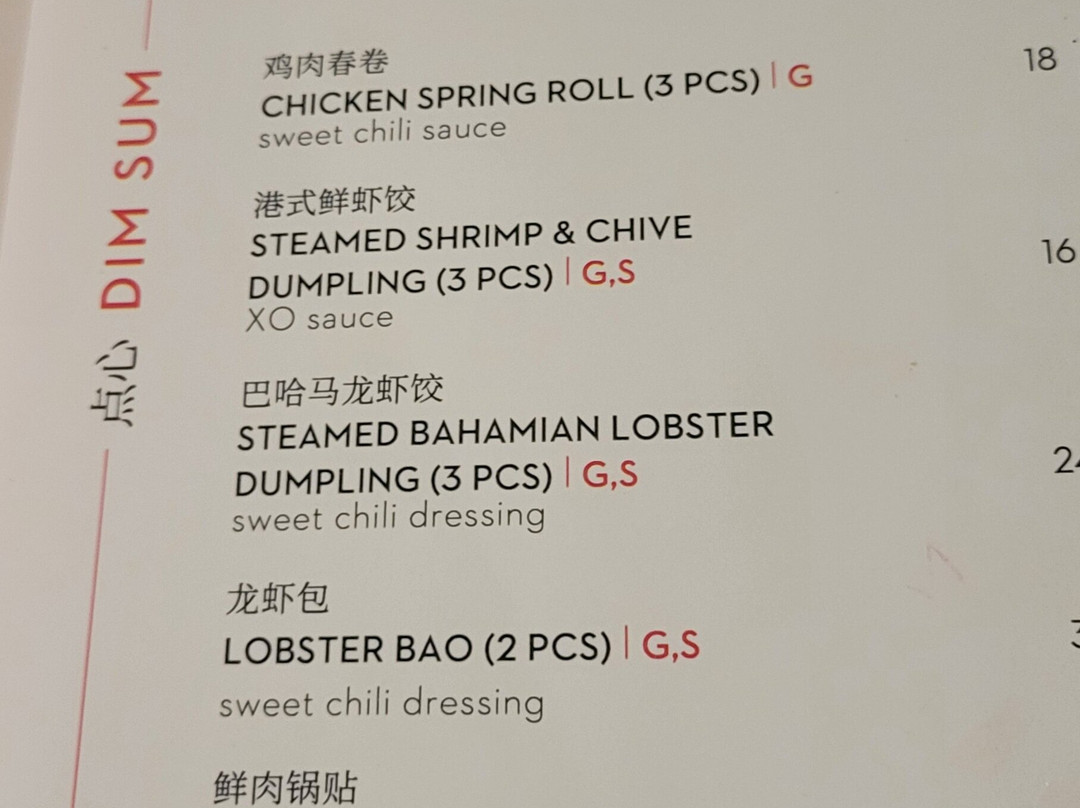 点心 DIM SUM
鸡肉春卷
CHICKEN SPRING ROLL (3 PCS) | G 18
sweet chili sauce
港式鲜虾饺
STEAMED SHRIMP & CHIVE
DUMPLING (3 PCS) | G,S 16
XO sauce
巴哈马龙虾饺
STEAMED BAHAMIAN LOBSTER
DUMPLING (3 PCS) | G,S 24
sweet chili dressing
龙虾包
LOBSTER BAO (2 PCS) | G,S
sweet chili dressing
鲜肉锅贴